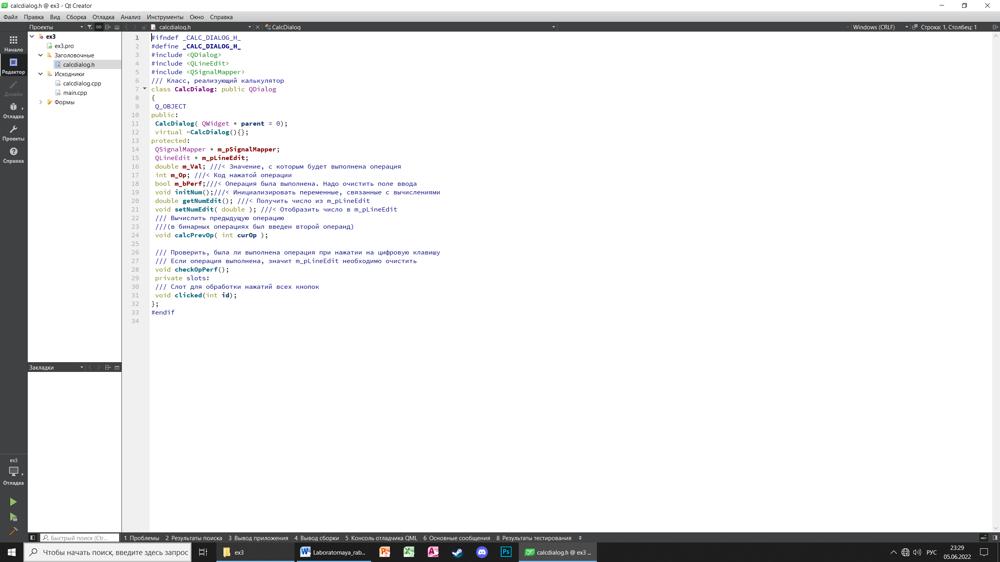 calcdialog.h @ ex3 - Qt Creator
Файл Правка Вид Сборка Отладка Анализ Инструменты Окно Справка
Проекты calcdialog.h CalcDialog Windows (CRLF) Строка: 1, Столбец: 1
Начало
Редактор
Дизайн
Отладка
Проекты
Справка
ex3
ex3.pro
Заголовочные
calcdialog.h
Исходники
calcdialog.cpp
main.cpp
Формы
1 #ifndef _CALC_DIALOG_H_
2 #define _CALC_DIALOG_H_
3 #include <QDialog>
4 #include <QLineEdit>
5 #include <QSignalMapper>
6 /// Класс, реализующий калькулятор
7 class CalcDialog: public QDialog
8 {
9 Q_OBJECT
10 public:
11 CalcDialog( QWidget * parent = 0);
12 virtual ~CalcDialog(){};
13 protected:
14 QSignalMapper * m_pSignalMapper;
15 QLineEdit * m_pLineEdit;
16 double m_Val; ///< Значение, с которым будет выполнена операция
17 int m_Op; ///< Код нажатой операции
18 bool m_bPerf;///< Операция была выполнена. Надо очистить поле ввода
19 void initNum();///< Инициализировать переменные, связанные с вычислениями
20 double getNumEdit(); ///< Получить число из m_pLineEdit
21 void setNumEdit( double ); ///< Отобразить число в m_pLineEdit
22 /// Вычислить предыдущую операцию
23 ///(в бинарных операциях был введен второй операнд)
24 void calcPrevOp( int curOp );
25
26 /// Проверить, была ли выполнена операция при нажатии на цифровую клавишу
27 /// Если операция выполнена, значит m_pLineEdit необходимо очистить
28 void checkOpPerf();
29 private slots:
30 /// Слот для обработки нажатий всех кнопок
31 void clicked(int id);
32 };
33 #endif
34
Закладки
ex3
Отладка
Быстрый поиск (Ctr... 1 Проблемы 2 Результаты поиска 3 Вывод приложения 4 Вывод сборки 5 Консоль отладчика QML 6 Основные сообщения 8 Результаты тестирования
Чтобы начать поиск, введите здесь запрос ex3 Laboratornaya_rab... Ps QC calcdialog.h @ ex3 ... РУС 23:29
05.06.2022